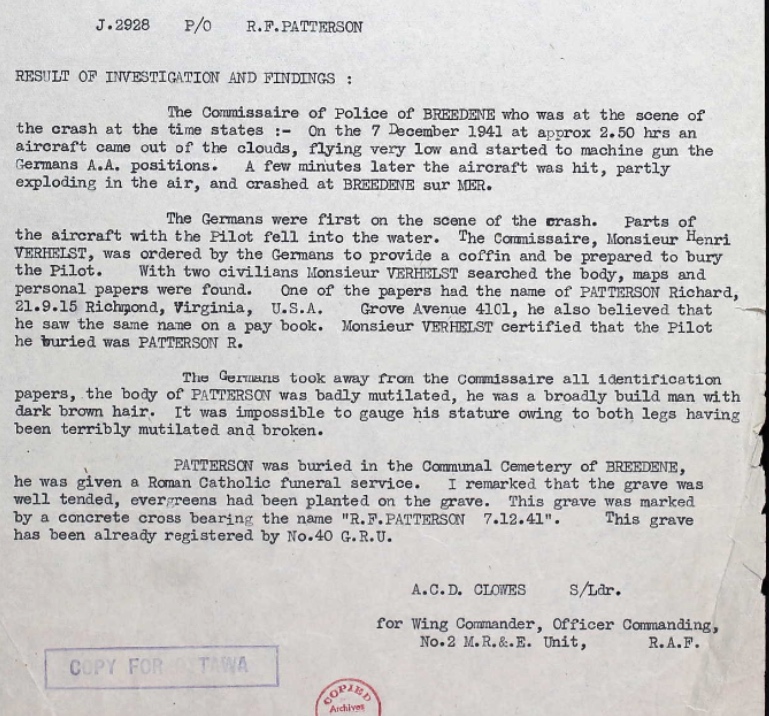 J.2928 P/O R.F.PATTERSON
RESULT OF INVESTIGATION AND FINDINGS :
The Commissaire of Police of BREEDENE who was at the scene of
the crash at the time states :- On the 7 December 1941 at approx 2.50 hrs an
aircraft came out of the clouds, flying very low and started to machine gun the
Germans A.A. positions. A few minutes later the aircraft was hit, partly
exploding in the air, and crashed at BREEDENE sur MER.
The Germans were first on the scene of the crash. Parts of
the aircraft with the Pilot fell into the water. The Commissaire, Monsieur Henri
VERHELST, was ordered by the Germans to provide a coffin and be prepared to bury
the Pilot. With two civilians Monsieur VERHELST searched the body, maps and
personal papers were found. One of the papers had the name of PATTERSON Richard,
21.9.15 Richmond, Virginia, U.S.A. Grove Avenue 4101, he also believed that
he saw the same name on a pay book. Monsieur VERHELST certified that the Pilot
he buried was PATTERSON R.
The Germans took away from the Commissaire all identification
papers, the body of PATTERSON was badly mutilated, he was a broadly build man with
dark brown hair. It was impossible to gauge his stature owing to both legs having
been terribly mutilated and broken.
PATTERSON was buried in the Communal Cemetery of BREEDENE,
he was given a Roman Catholic funeral service. I remarked that the grave was
well tended, evergreens had been planted on the grave. This grave was marked
by a concrete cross bearing the name "R.F.PATTERSON 7.12.41". This grave
has been already registered by No.40 G.R.U.
A.C.D. CLOWES S/Ldr.
for Wing Commander, Officer Commanding,
No.2 M.R.&.E. Unit, R.A.F.
COPY FOR OTTAWA
COPIED
Archives